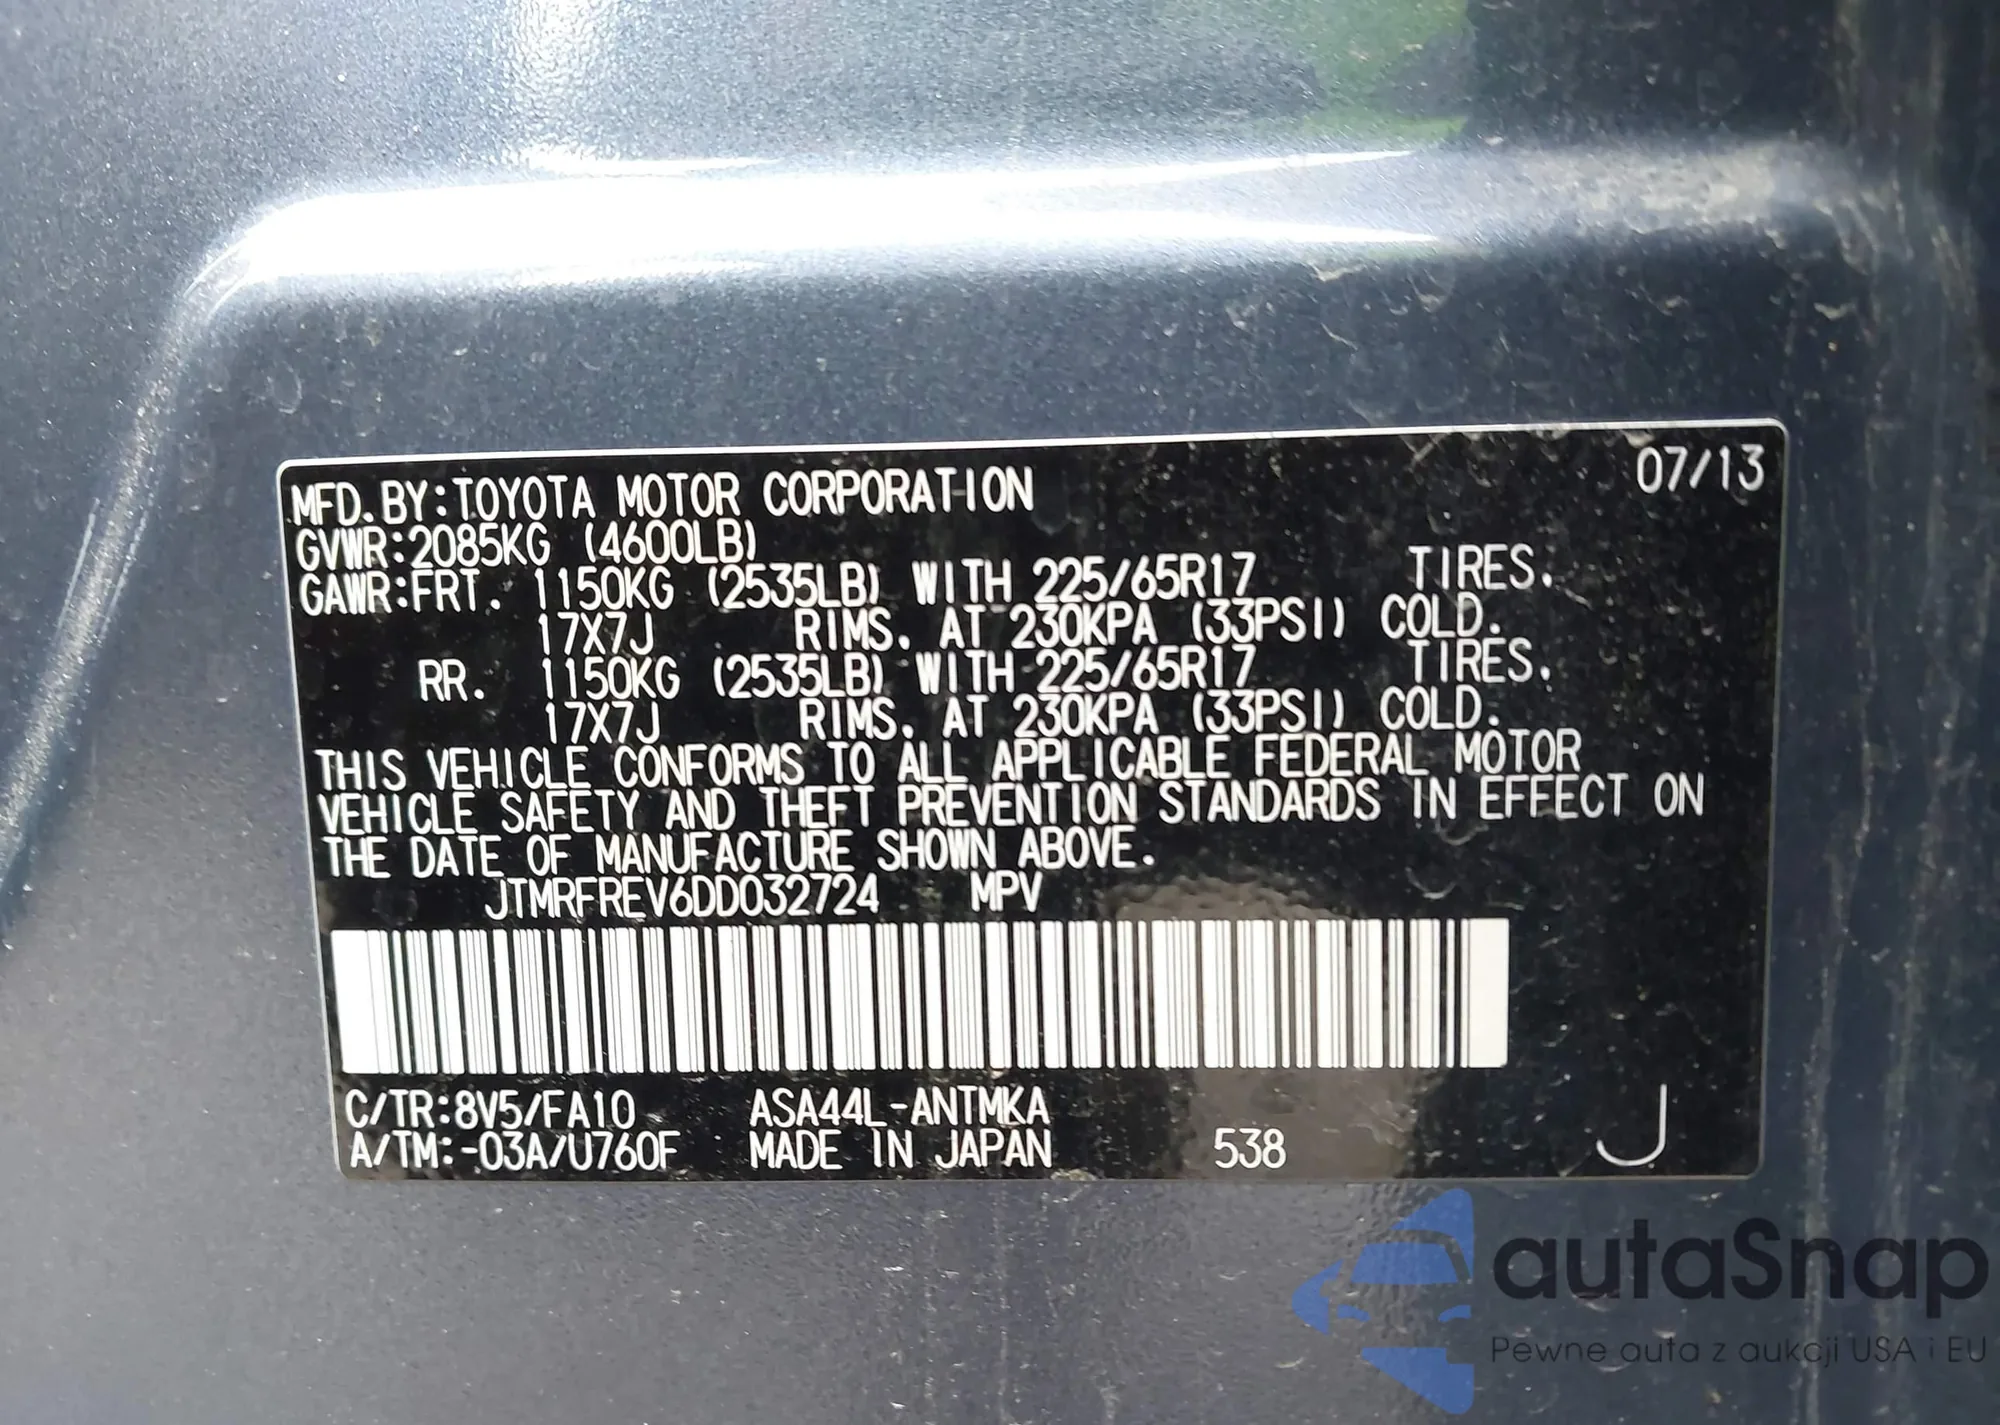 07/13
MFD. BY:TOYOTA MOTOR CORPORATION
GVWR:2085KG (4600LB)
GAWR:FRT. 1150KG (2535LB) WITH 225/65R17 TIRES.
17X7J RIMS. AT 230KPA (33PSI) COLD.
RR. 1150KG (2535LB) WITH 225/65R17 TIRES.
17X7J RIMS. AT 230KPA (33PSI) COLD.
THIS VEHICLE CONFORMS TO ALL APPLICABLE FEDERAL MOTOR
VEHICLE SAFETY AND THEFT PREVENTION STANDARDS IN EFFECT ON
THE DATE OF MANUFACTURE SHOWN ABOVE.
JTMRFREV6DD032724 MPV
C/TR:8V5/FA10 ASA44L-ANTMKA
A/TM:-03A/U760F MADE IN JAPAN 538 J
autaSnap
Pewne auta z aukcji USA i EU